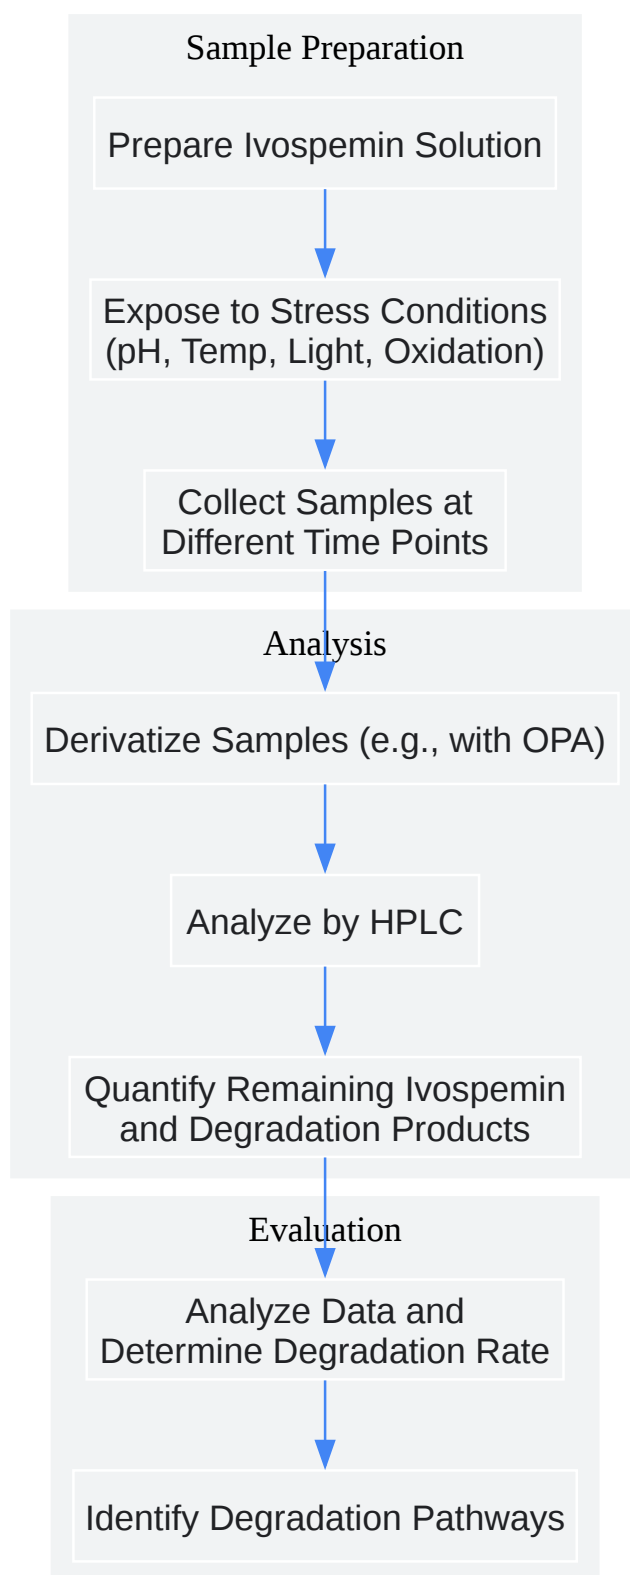 Sample Preparation
Prepare Ivospemin Solution
Expose to Stress Conditions
(pH, Temp, Light, Oxidation)
Collect Samples at
Different Time Points
Analysis
Derivatize Samples (e.g., with OPA)
Analyze by HPLC
Quantify Remaining Ivospemin
and Degradation Products
Evaluation
Analyze Data and
Determine Degradation Rate
Identify Degradation Pathways